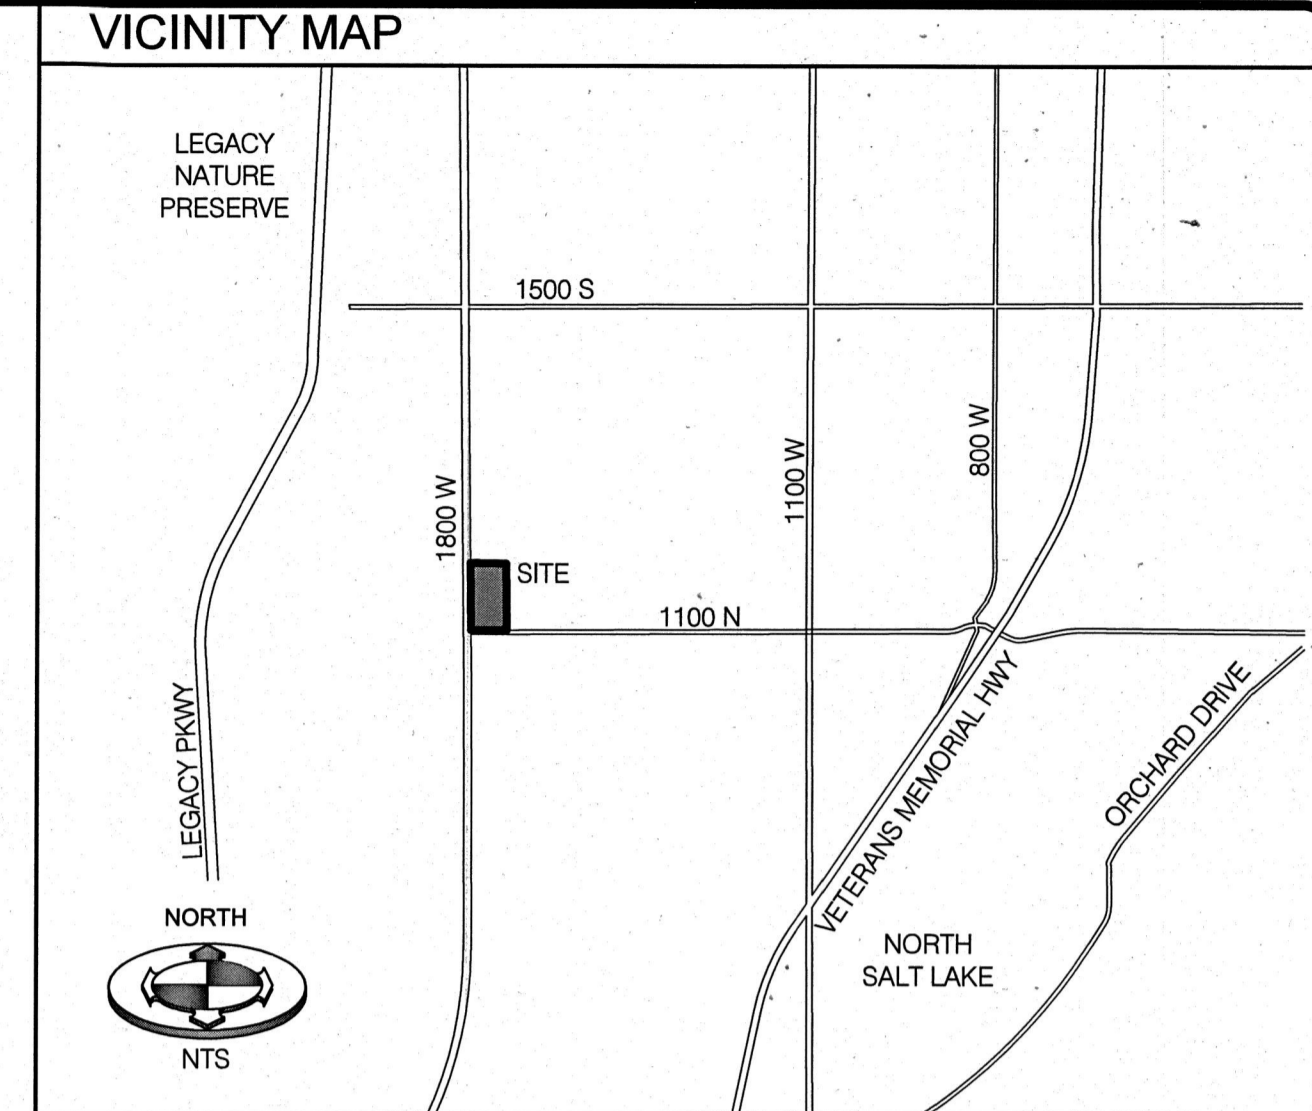 VICINITY MAP
LEGACY
NATURE
PRESERVE
1500 S
800 W
1100 W
1800 W
SITE
1100 N
VETERANS MEMORIAL HWY
ORCHARD DRIVE
LEGACY PKWY
NORTH
NTS
NORTH
SALT LAKE